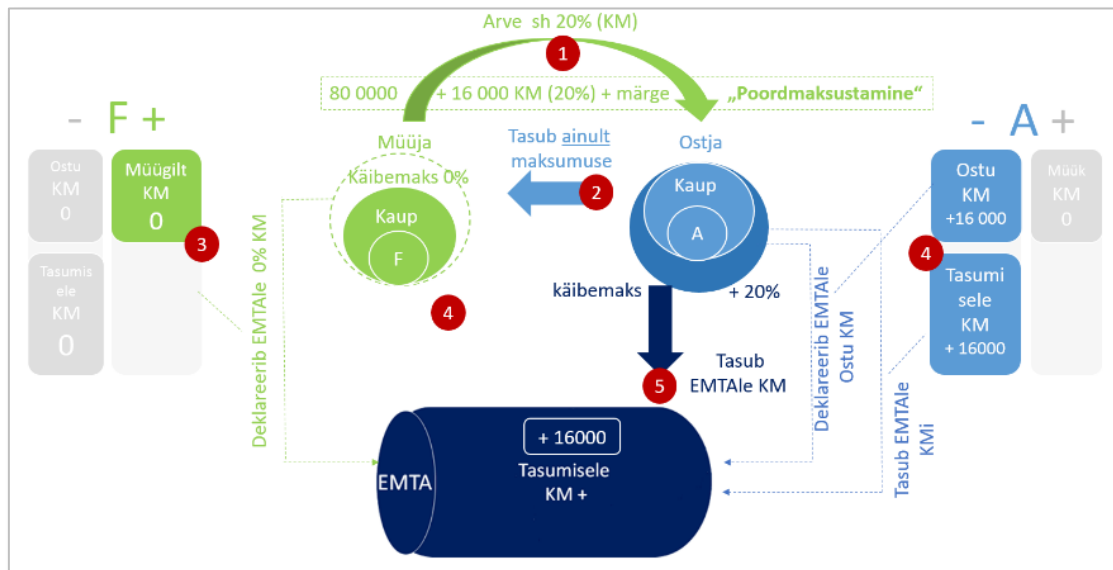 Arve sh 20% (KM)
1
80 0000 + 16 000 KM (20%) + märge „Poordmaksustamine“
- F +
Ostu
KM
0
Müügilt
KM
0
3
Tasumis
ele
KM
0
Deklareerib EMTAle 0% KM
Müüja
Käibemaks 0%
Kaup
F
4
Tasub ainult
maksumuse
2
Ostja
Kaup
A
+ 20%
käibemaks
Tasub
EMTAle KM
5
Deklareerib EMTAle
Ostu KM
Tasub EMTAle
KMi
- A +
Ostu
KM
+16 000
Müük
KM
0
4
Tasumi
sele
KM
+ 16000
EMTA
+ 16000
Tasumisele
KM +